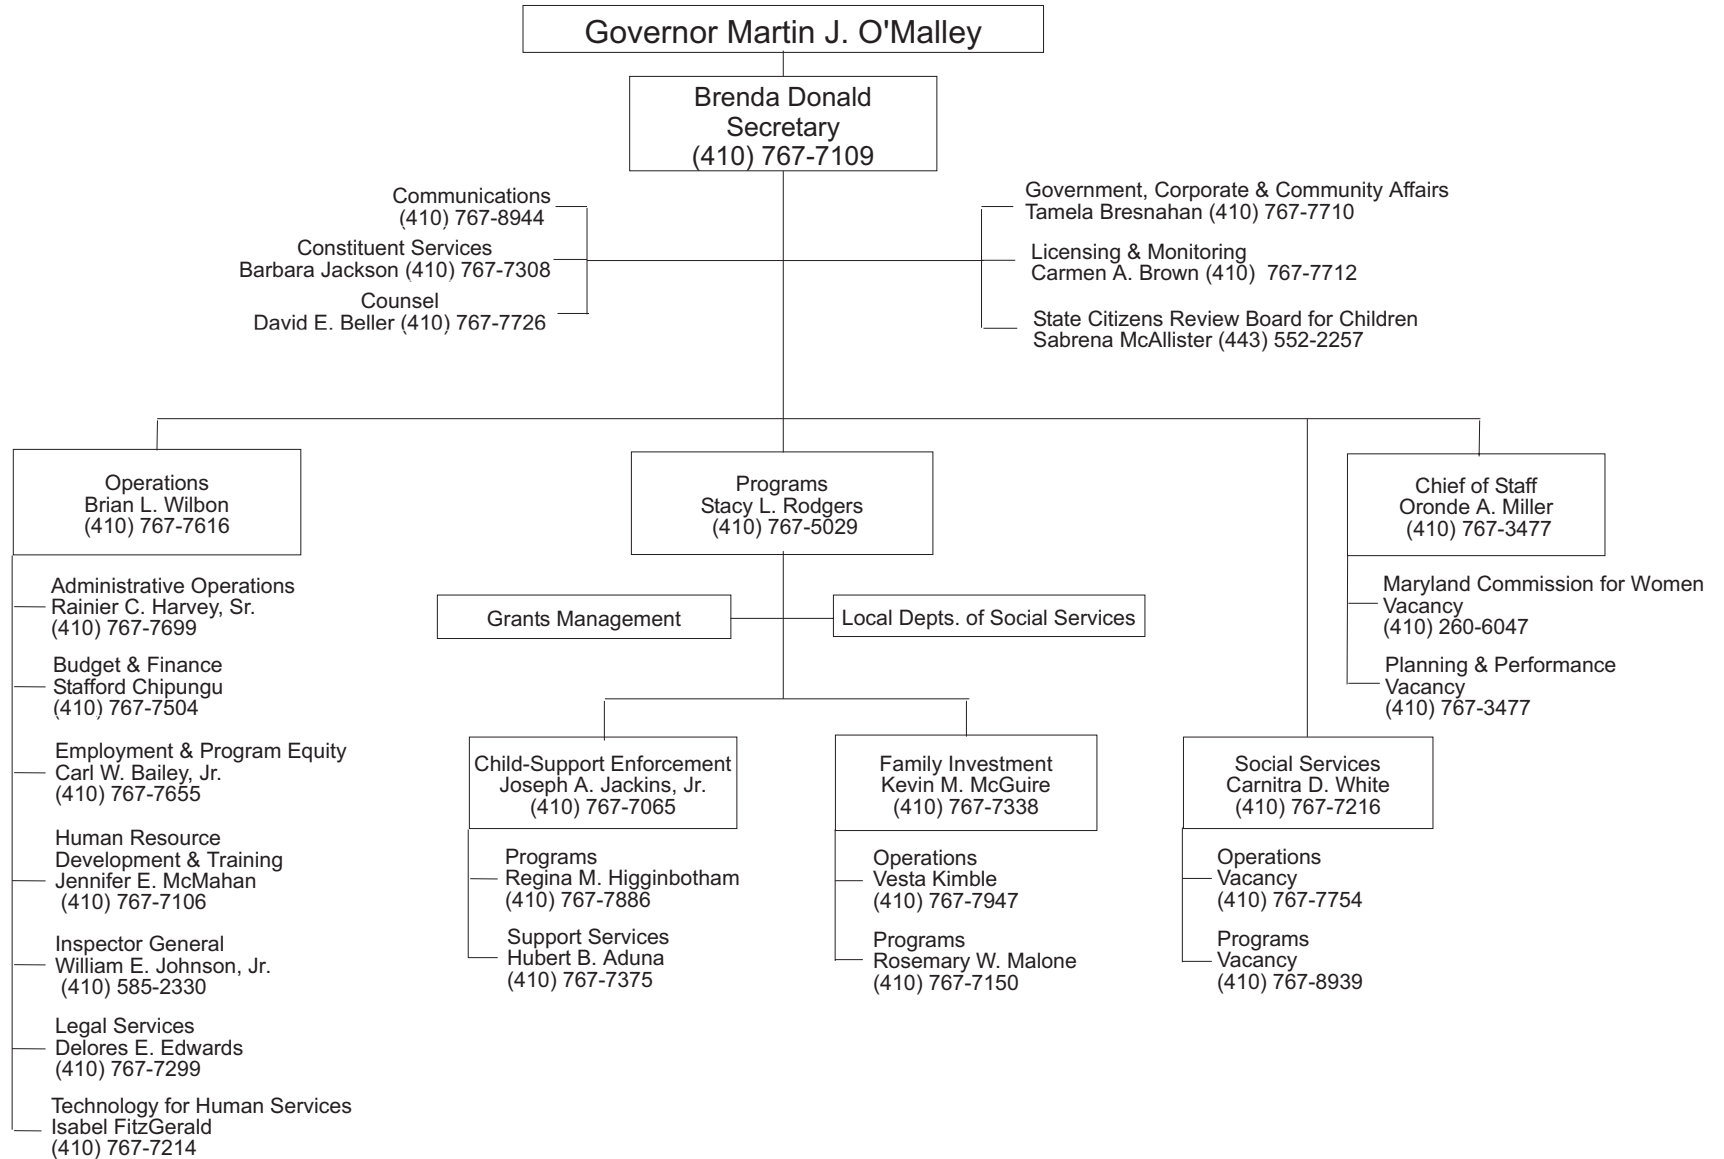 Governor Martin J. O'Malley
Brenda Donald
Secretary
(410) 767-7109
Communications
(410) 767-8944
Constituent Services
Barbara Jackson (410) 767-7308
Counsel
David E. Beller (410) 767-7726
Government, Corporate & Community Affairs
Tamela Bresnahan (410) 767-7710
Licensing & Monitoring
Carmen A. Brown (410) 767-7712
State Citizens Review Board for Children
Sabrena McAllister (443) 552-2257
Operations
Brian L. Wilbon
(410) 767-7616
Administrative Operations
Rainier C. Harvey, Sr.
(410) 767-7699
Budget & Finance
Stafford Chipungu
(410) 767-7504
Employment & Program Equity
Carl W. Bailey, Jr.
(410) 767-7655
Human Resource
Development & Training
Jennifer E. McMahan
(410) 767-7106
Inspector General
William E. Johnson, Jr.
(410) 585-2330
Legal Services
Delores E. Edwards
(410) 767-7299
Technology for Human Services
Isabel FitzGerald
(410) 767-7214
Programs
Stacy L. Rodgers
(410) 767-5029
Grants Management
Local Depts. of Social Services
Child-Support Enforcement
Joseph A. Jackins, Jr.
(410) 767-7065
Programs
Regina M. Higginbotham
(410) 767-7886
Support Services
Hubert B. Aduna
(410) 767-7375
Family Investment
Kevin M. McGuire
(410) 767-7338
Operations
Vesta Kimble
(410) 767-7947
Programs
Rosemary W. Malone
(410) 767-7150
Social Services
Carnitra D. White
(410) 767-7216
Operations
Vacancy
(410) 767-7754
Programs
Vacancy
(410) 767-8939
Chief of Staff
Oronde A. Miller
(410) 767-3477
Maryland Commission for Women
Vacancy
(410) 260-6047
Planning & Performance
Vacancy
(410) 767-3477